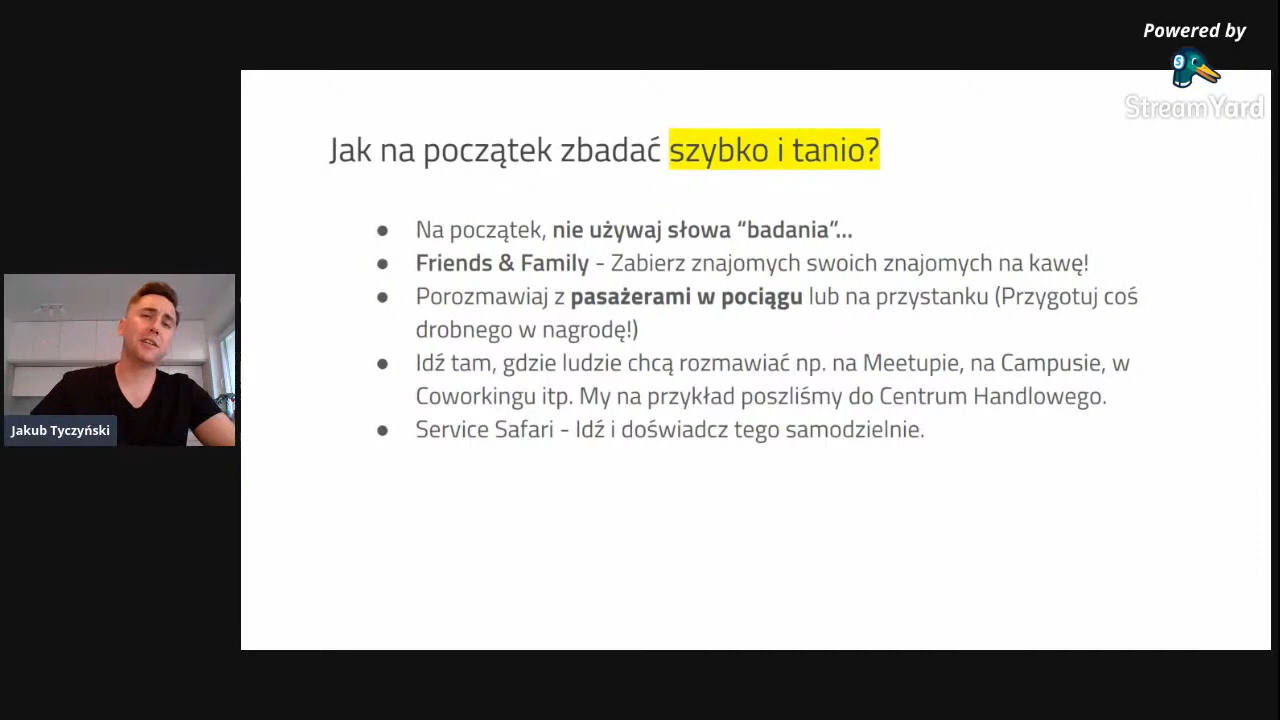 Powered by
StreamYard
Jak na początek zbadać szybko i tanio?
● Na początek, nie używaj słowa “badania”...
● Friends & Family - Zabierz znajomych swoich znajomych na kawę!
● Porozmawiaj z pasażerami w pociągu lub na przystanku (Przygotuj coś
drobnego w nagrodę!)
● Idź tam, gdzie ludzie chcą rozmawiać np. na Meetupie, na Campusie, w
Coworkingu itp. My na przykład poszliśmy do Centrum Handlowego.
● Service Safari - Idź i doświadcz tego samodzielnie.
Jakub Tyczyński